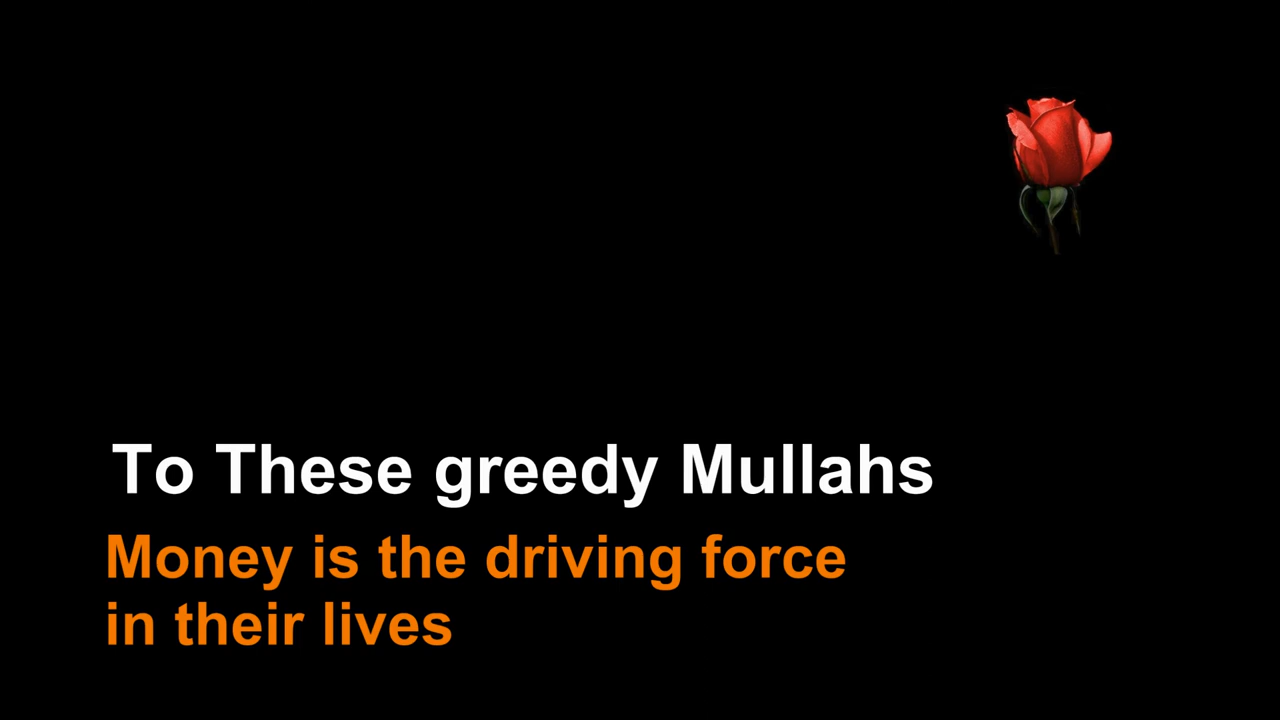 To These greedy Mullahs
Money is the driving force
in their lives